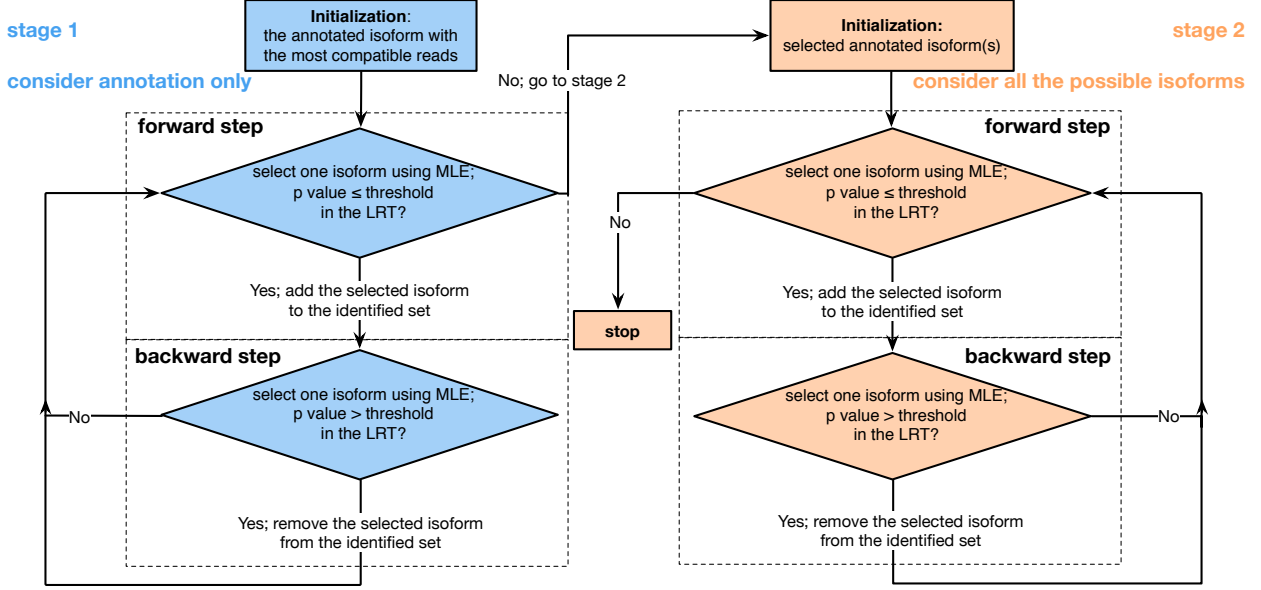 stage 1
consider annotation only
Initialization:
the annotated isoform with
the most compatible reads
forward step
select one isoform using MLE;
p value ≤ threshold
in the LRT?
No; go to stage 2
Yes; add the selected isoform
to the identified set
backward step
select one isoform using MLE;
p value > threshold
in the LRT?
No
Yes; remove the selected isoform
from the identified set
stage 2
consider all the possible isoforms
Initialization:
selected annotated isoform(s)
forward step
select one isoform using MLE;
p value ≤ threshold
in the LRT?
No
stop
Yes; add the selected isoform
to the identified set
backward step
select one isoform using MLE;
p value > threshold
in the LRT?
No
Yes; remove the selected isoform
from the identified set